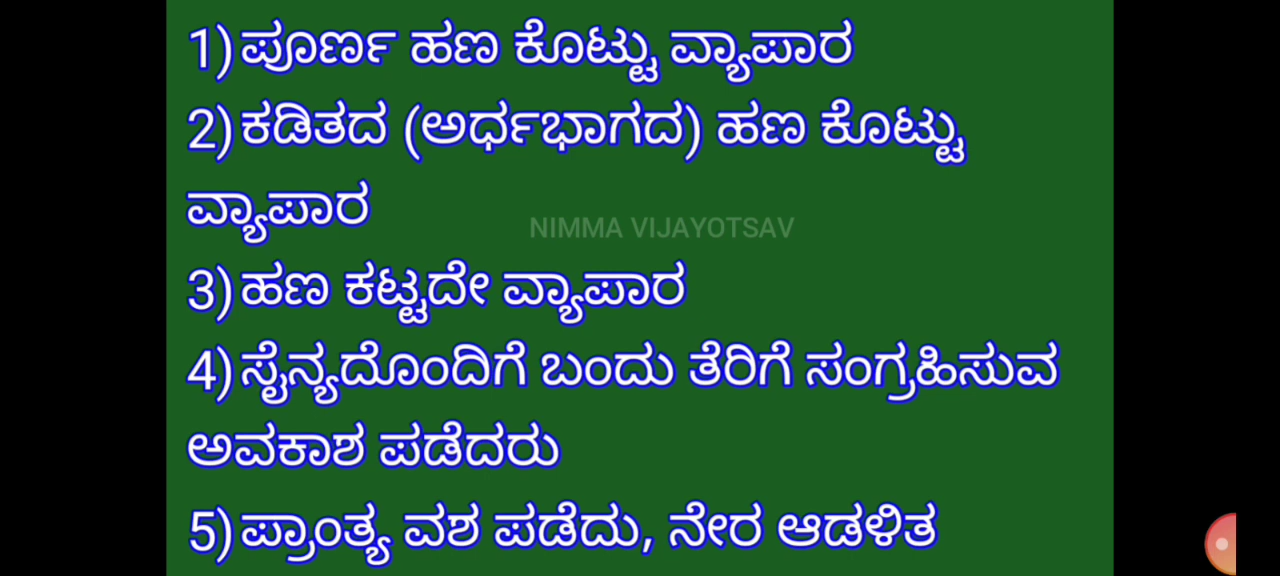 1)ಪೂರ್ಣ ಹಣ ಕೊಟ್ಟು ವ್ಯಾಪಾರ
2)ಕಡಿತದ (ಅರ್ಧಭಾಗದ) ಹಣ ಕೊಟ್ಟು
ವ್ಯಾಪಾರ
NIMMA VIJAYOTSAV
3)ಹಣ ಕಟ್ಟದೇ ವ್ಯಾಪಾರ
4)ಸೈನ್ಯದೊಂದಿಗೆ ಬಂದು ತೆರಿಗೆ ಸಂಗ್ರಹಿಸುವ
ಅವಕಾಶ ಪಡೆದರು
5)ಪ್ರಾಂತ್ಯ ವಶ ಪಡೆದು, ನೇರ ಆಡಳಿತ